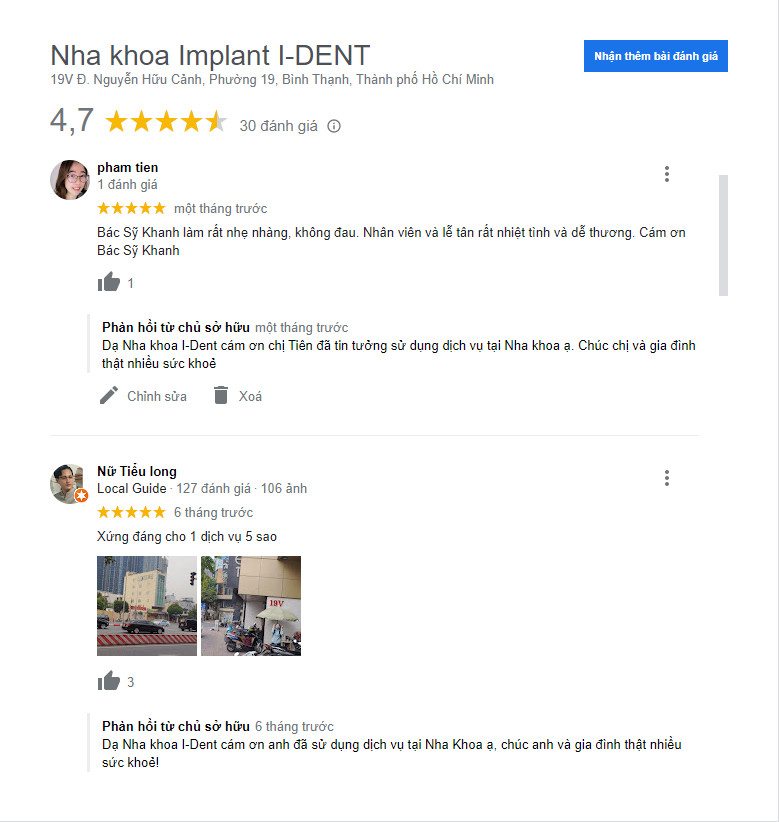 Nha khoa Implant I-DENT
Nhận thêm bài đánh giá
19V Đ. Nguyễn Hữu Cảnh, Phường 19, Bình Thạnh, Thành phố Hồ Chí Minh
4,7 30 đánh giá
pham tien
1 đánh giá
một tháng trước
Bác Sỹ Khanh làm rất nhẹ nhàng, không đau. Nhân viên và lễ tân rất nhiệt tình và dễ thương. Cám ơn
Bác Sỹ Khanh
1
Phản hồi từ chủ sở hữu một tháng trước
Dạ Nha khoa I-Dent cám ơn chị Tiên đã tin tưởng sử dụng dịch vụ tại Nha khoa ạ. Chúc chị và gia đình
thật nhiều sức khoẻ
Chỉnh sửa Xoá
Nữ Tiểu long
Local Guide · 127 đánh giá · 106 ảnh
6 tháng trước
Xứng đáng cho 1 dịch vụ 5 sao
19V
3
Phản hồi từ chủ sở hữu 6 tháng trước
Dạ Nha khoa I-Dent cám ơn anh đã sử dụng dịch vụ tại Nha Khoa ạ, chúc anh và gia đình thật nhiều
sức khoẻ!